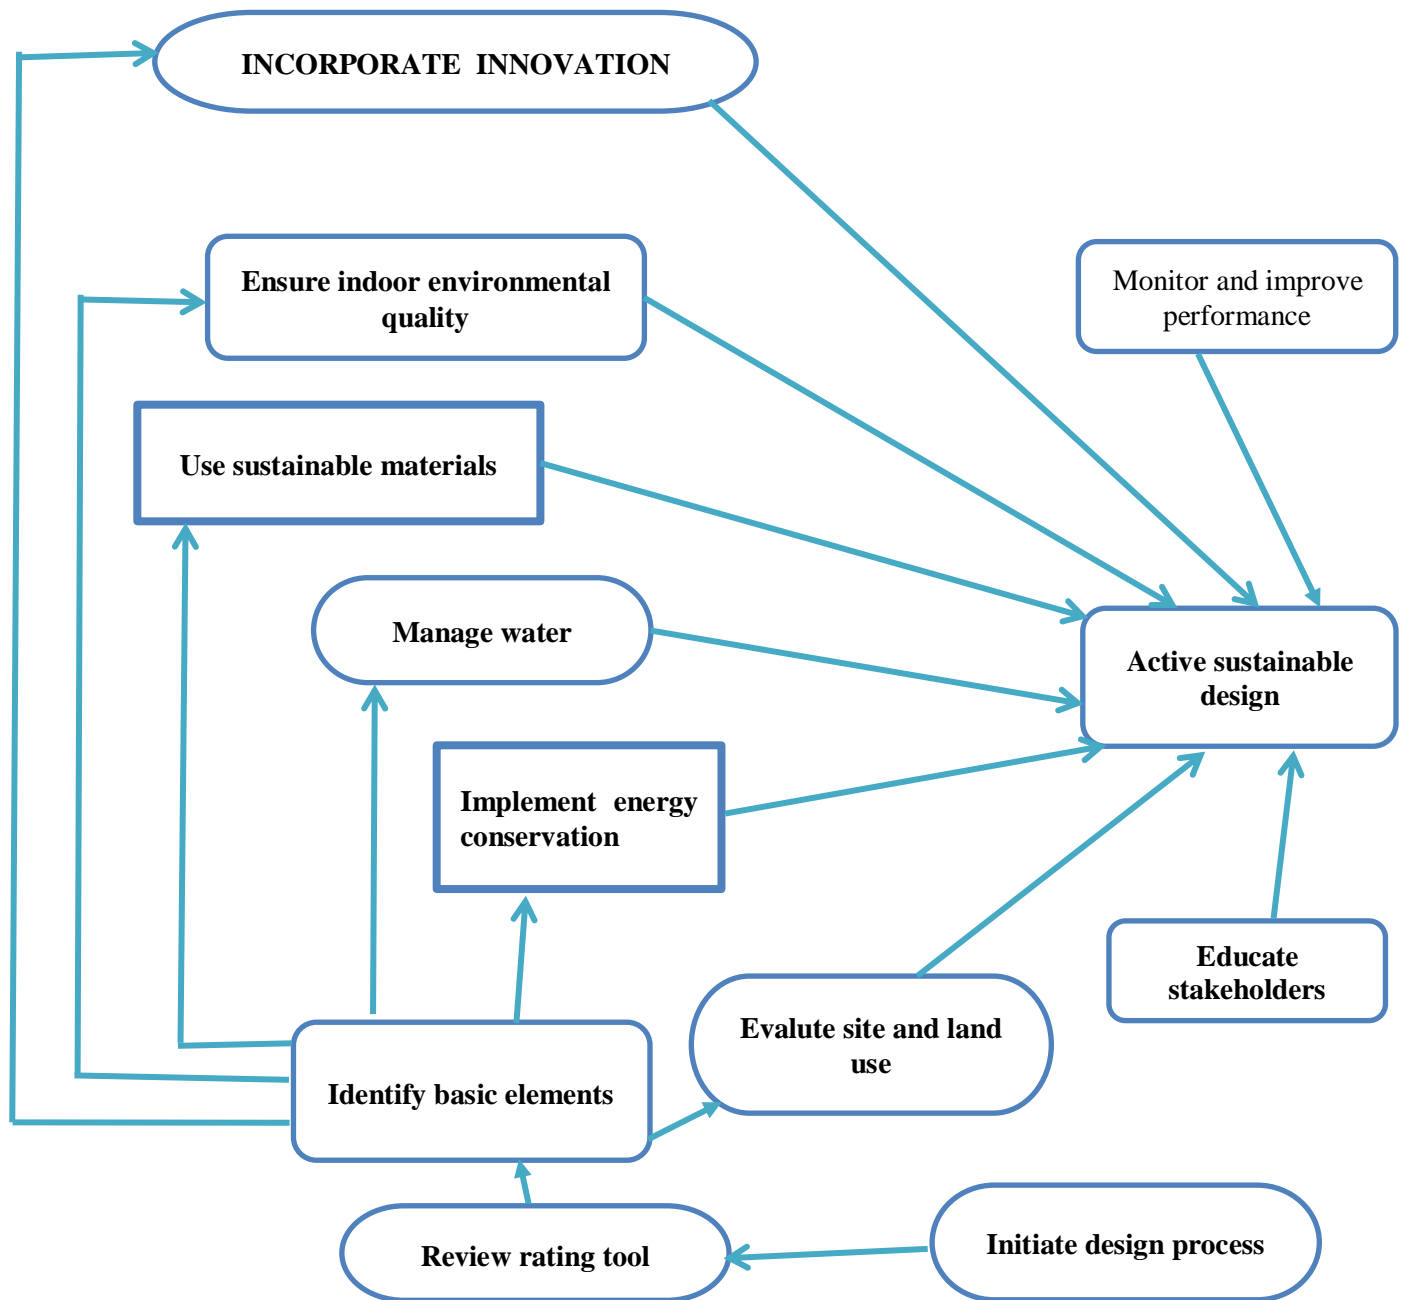 INCORPORATE INNOVATION
Ensure indoor environmental
quality
Monitor and improve
performance
Use sustainable materials
Manage water
Active sustainable
design
Implement energy
conservation
Educate
stakeholders
Evalute site and land
use
Identify basic elements
Review rating tool
Initiate design process